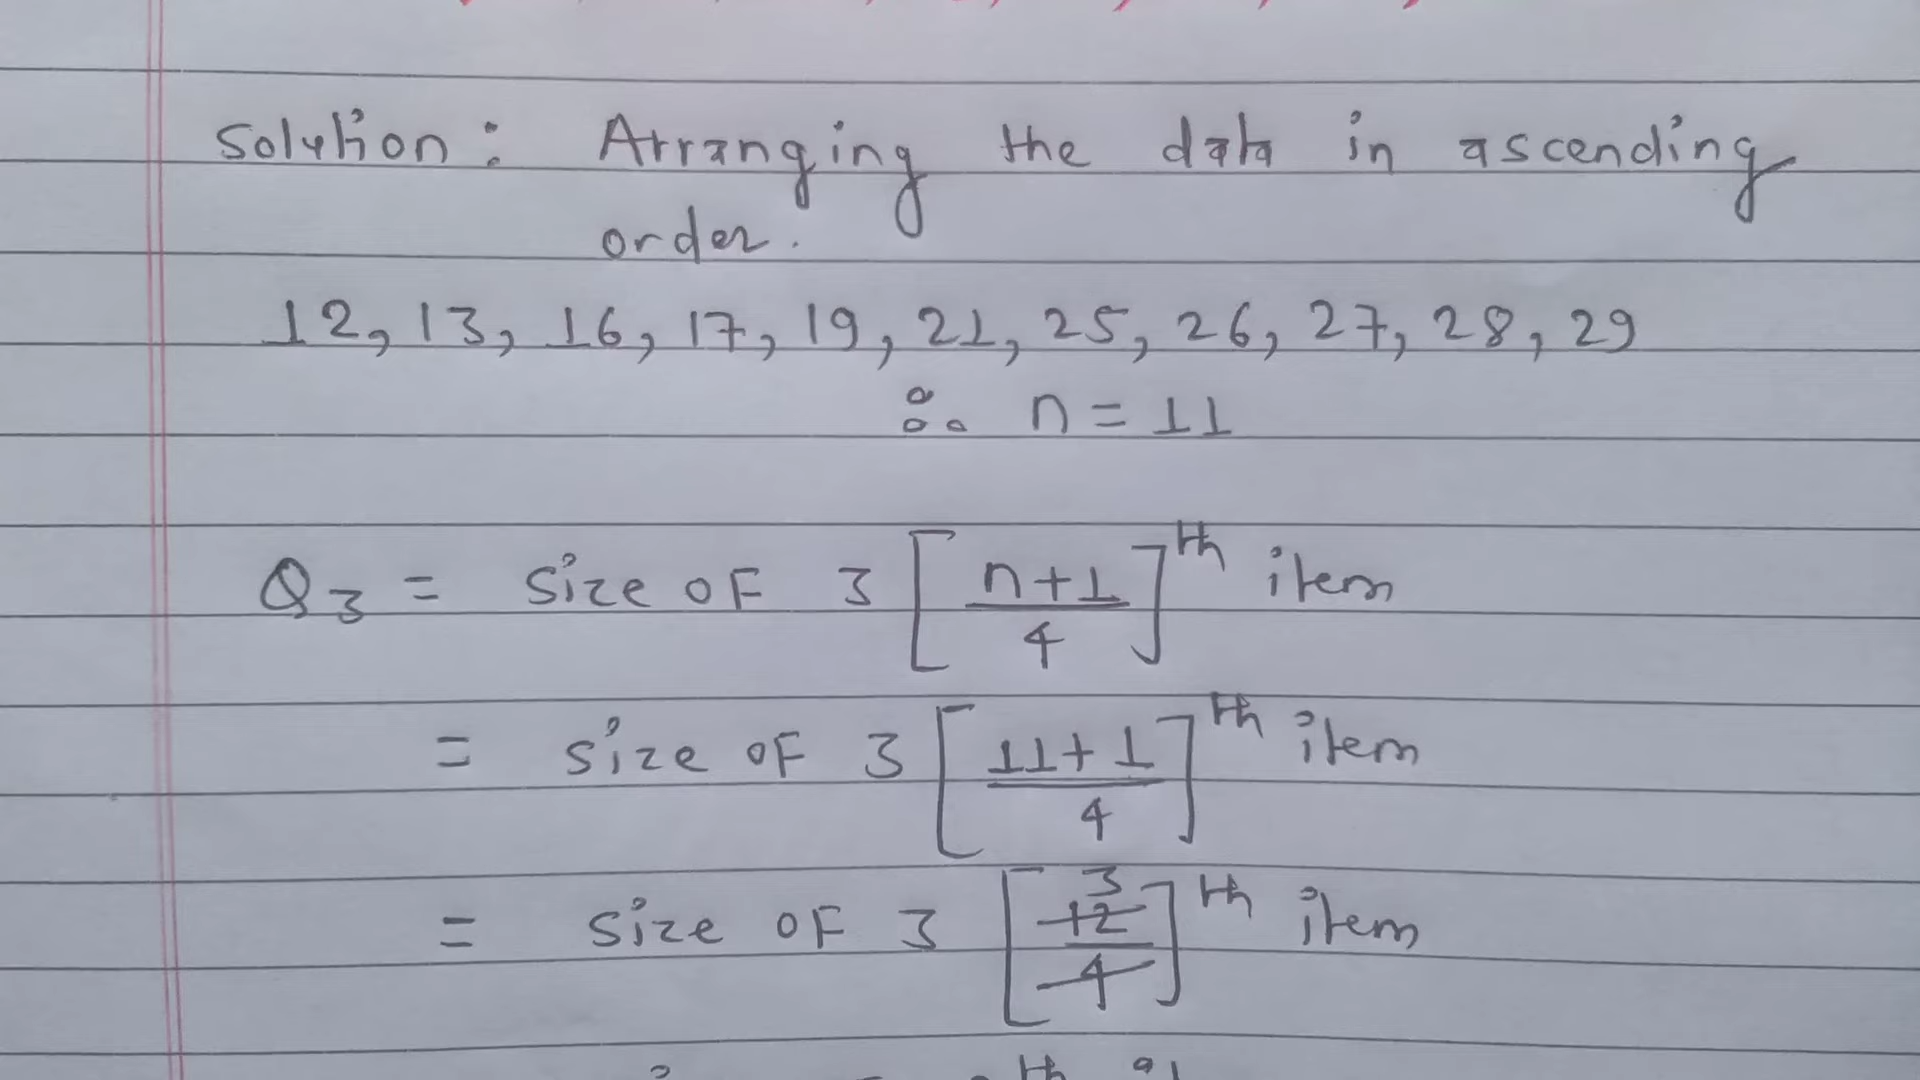 Solution: Arranging the data in ascending
order.
12, 13, 16, 17, 19, 21, 25, 26, 27, 28, 29
∴ n = 11
Q3 = size of 3 [n+1/4]th item
= size of 3 [11+1/4]th item
= size of 3 [3 12/4]th item